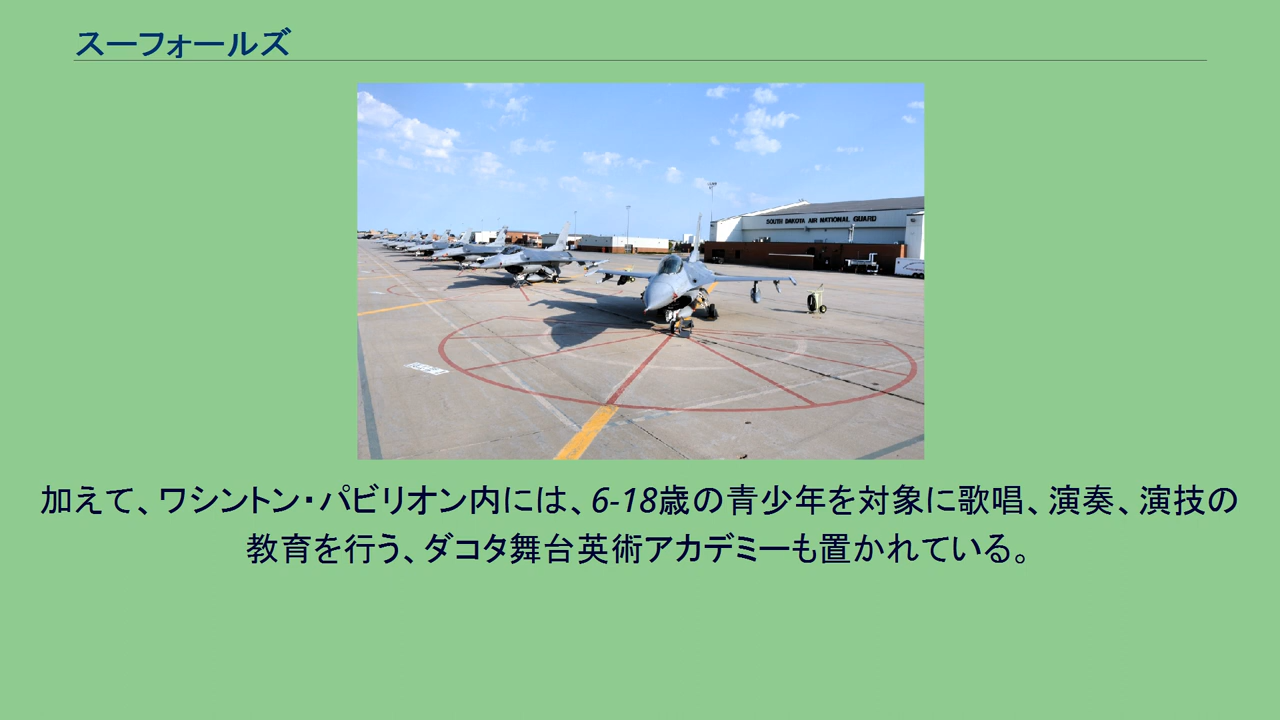 スーフォールズ
SOUTH DAKOTA AIR NATIONAL GUARD
加えて、ワシントン・パビリオン内には、6-18歳の青少年を対象に歌唱、演奏、演技の
教育を行う、ダコタ舞台英術アカデミーも置かれている。